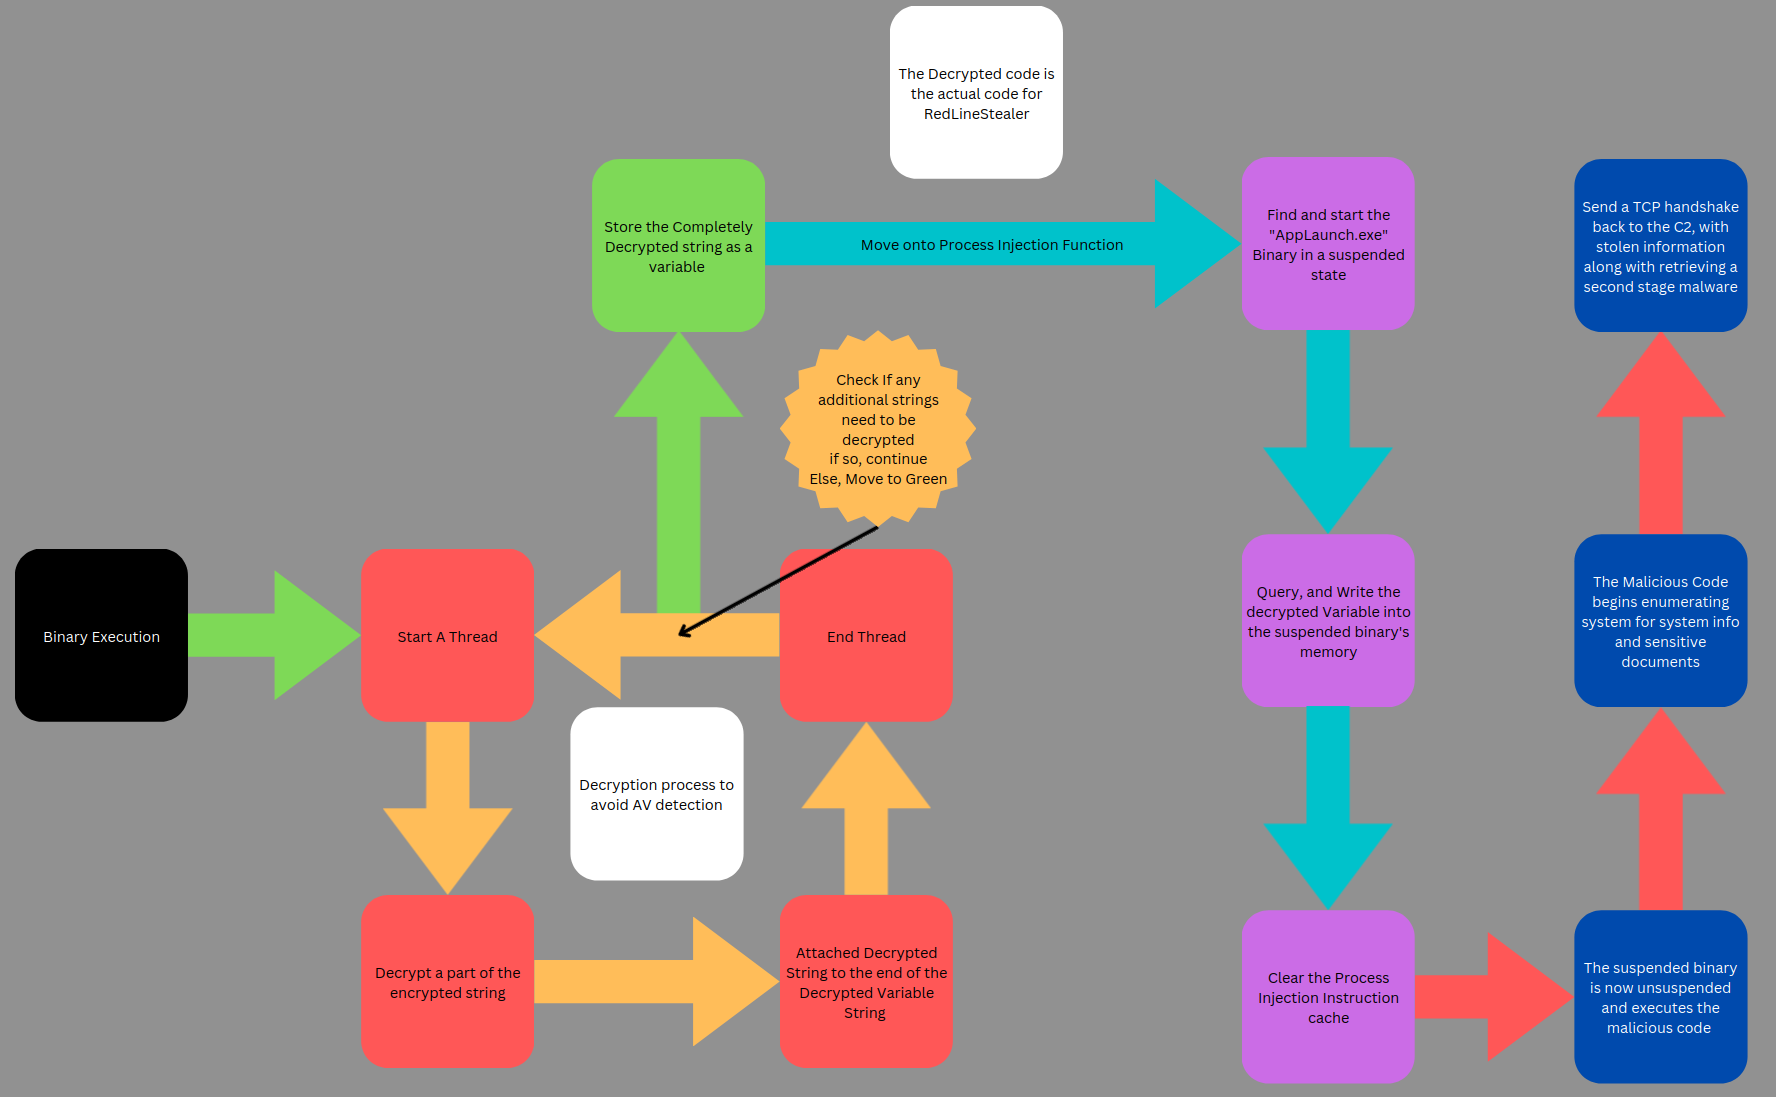 The Decrypted code is
the actual code for
RedLineStealer
Store the Completely
Decrypted string as a
variable
Move onto Process Injection Function
Find and start the
"AppLaunch.exe"
Binary in a suspended
state
Send a TCP handshake
back to the C2, with
stolen information
along with retrieving a
second stage malware
Check If any
additional strings
need to be
decrypted
if so, continue
Else, Move to Green
Binary Execution
Start A Thread
End Thread
Query, and Write the
decrypted Variable into
the suspended binary's
memory
The Malicious Code
begins enumerating
system for system info
and sensitive
documents
Decryption process to
avoid AV detection
Decrypt a part of the
encrypted string
Attached Decrypted
String to the end of the
Decrypted Variable
String
Clear the Process
Injection Instruction
cache
The suspended binary
is now unsuspended
and executes the
malicious code